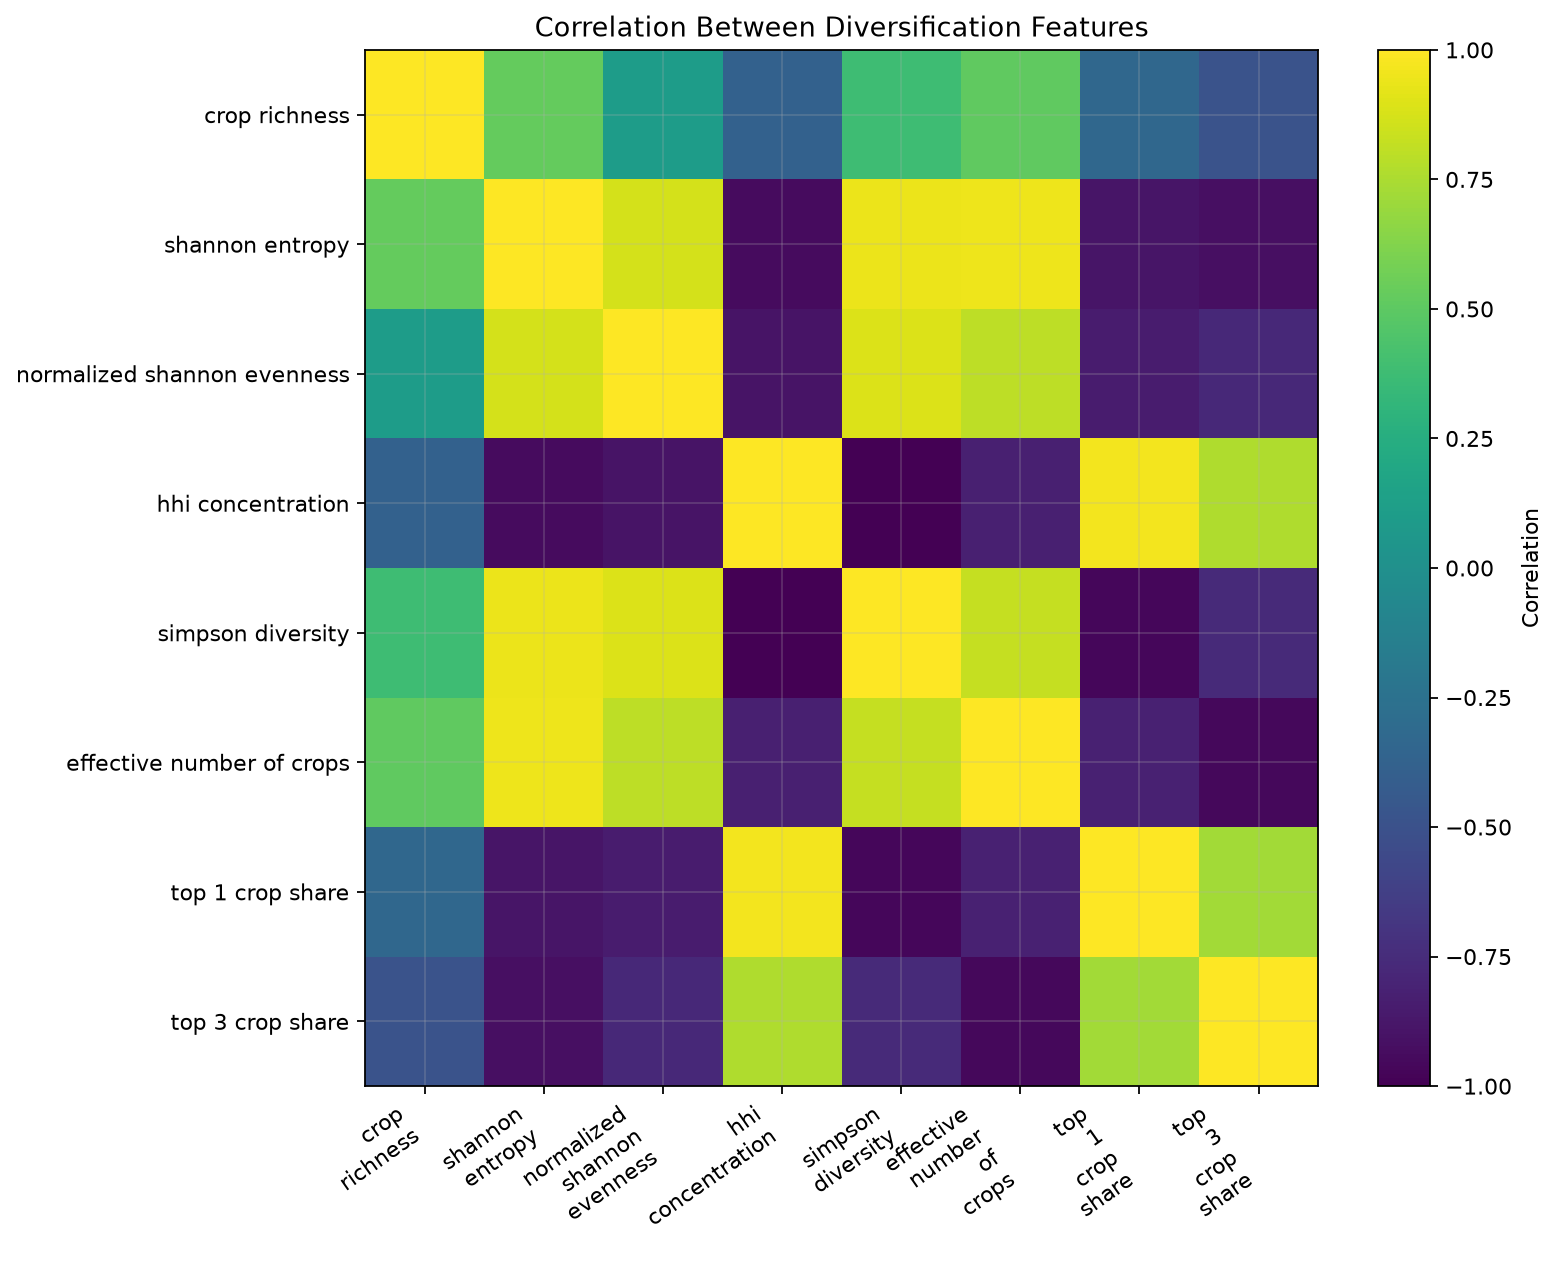 Correlation Between Diversification Features
crop richness
shannon entropy
normalized shannon evenness
hhi concentration
simpson diversity
effective number of crops
top 1 crop share
top 3 crop share
crop
richness
shannon
entropy
normalized
shannon
evenness
hhi
concentration
simpson
diversity
effective
number
of
crops
top
1
crop
share
top
3
crop
share
1.00
0.75
0.50
0.25
0.00
−0.25
−0.50
−0.75
−1.00
Correlation